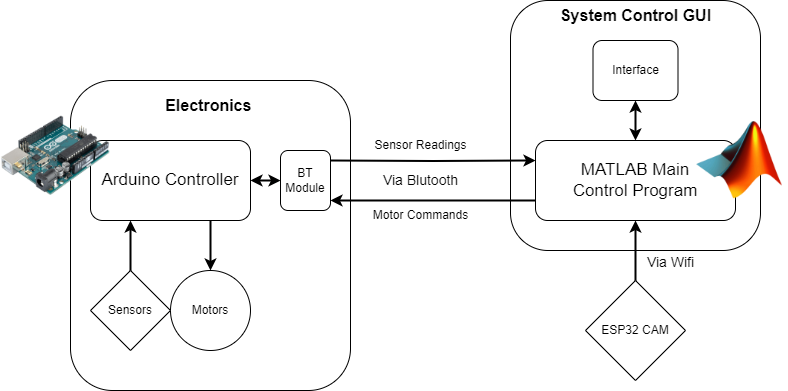 System Control GUI
Interface
Electronics
Sensor Readings
Arduino Controller
BT
Module
Via Blutooth
MATLAB Main
Control Program
Motor Commands
Via Wifi
Sensors
Motors
ESP32 CAM